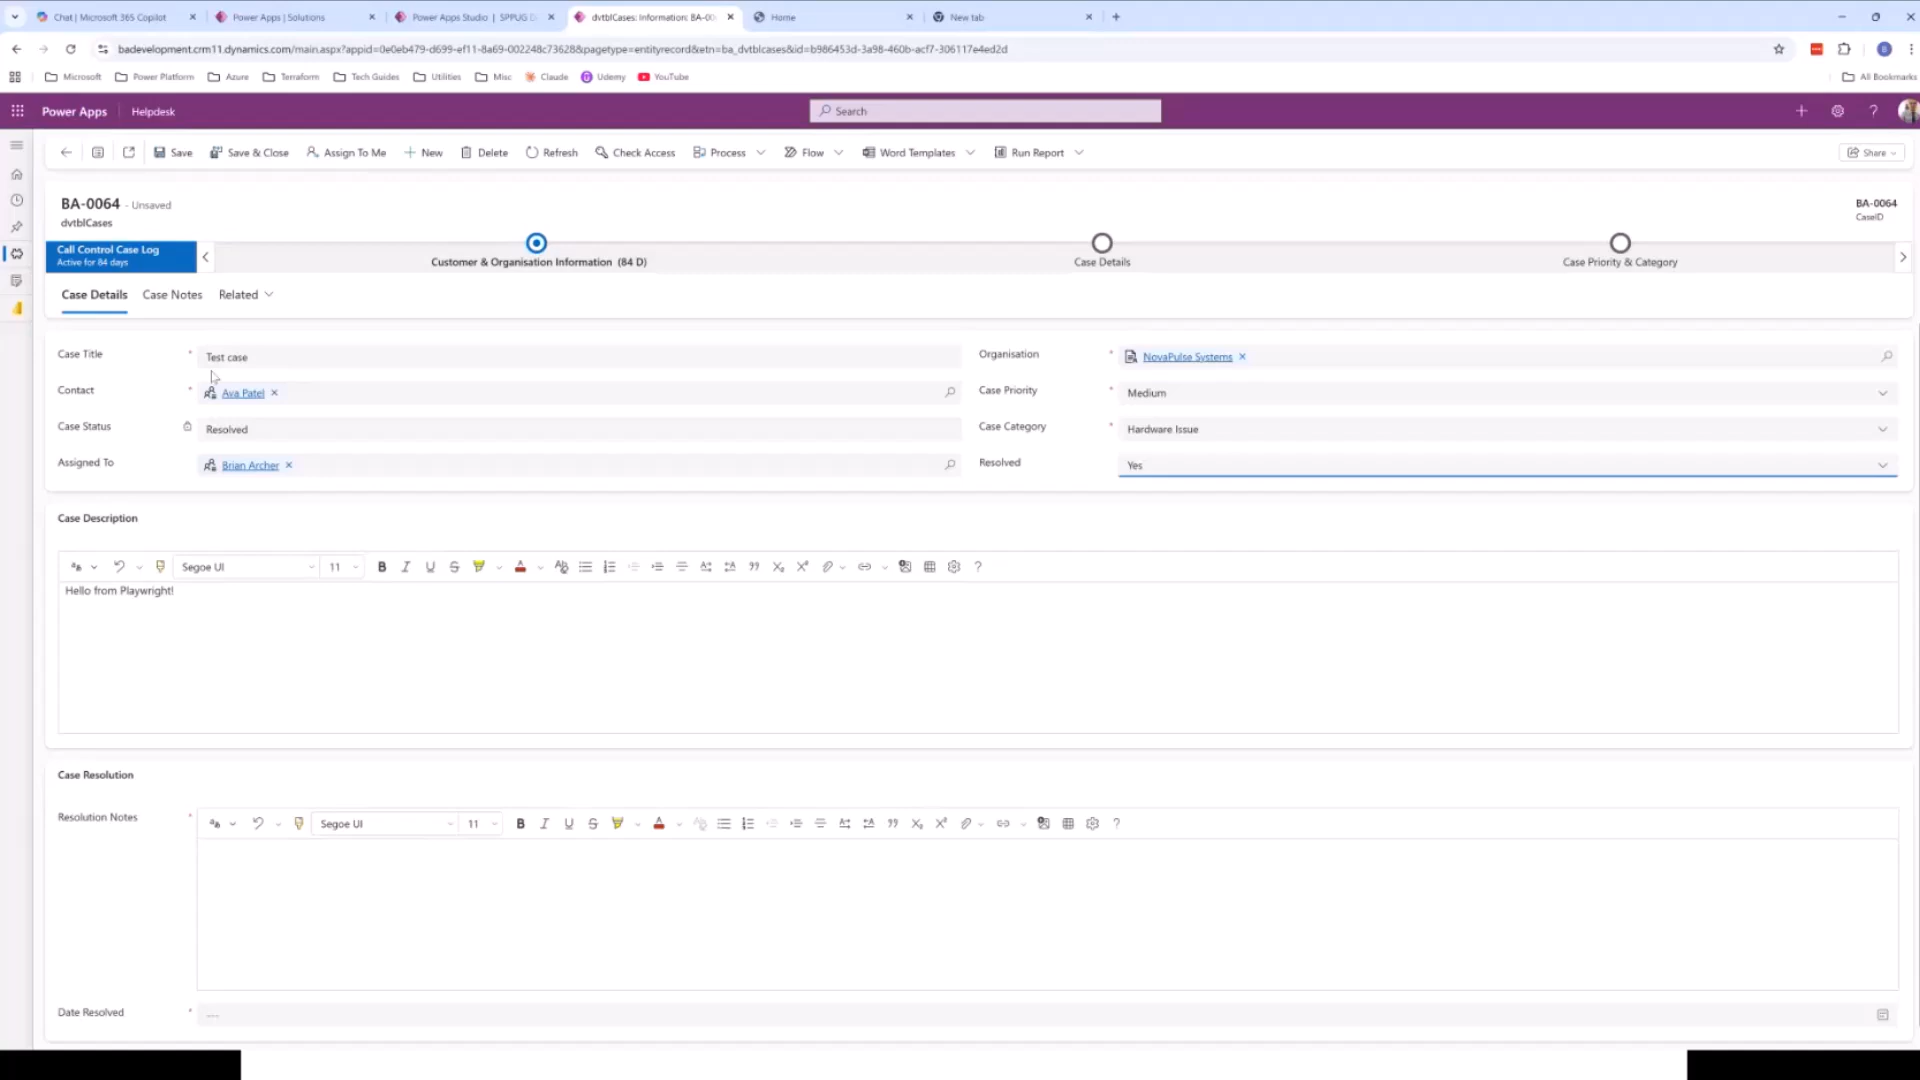 Chat | Microsoft 365 Copilot
Power Apps | Solutions
Power Apps Studio | SPPUG
dvtblCases: Information: BA-00
Home
New tab
badevelopment.crm11.dynamics.com/main.aspx?appid=0e0eb479-d699-ef11-8a69-002248c73628&pagetype=entityrecord&etn=ba_dvtblcases&id=b986453d-3a98-460b-acf7-306117e4ed2d
Microsoft
Power Platform
Azure
Terraform
Tech Guides
Utilities
Misc
Claude
Udemy
YouTube
All Bookmarks
Power Apps
Helpdesk
Search
Save
Save & Close
Assign To Me
New
Delete
Refresh
Check Access
Process
Flow
Word Templates
Run Report
Share
BA-0064 - Unsaved
dvtblCases
BA-0064
CaseID
Call Control Case Log
Active for 84 days
Customer & Organisation Information (84 D)
Case Details
Case Priority & Category
Case Details
Case Notes
Related
Case Title * Test case
Organisation * NovaPulse Systems
Contact * Ava Patel
Case Priority * Medium
Case Status Resolved
Case Category * Hardware Issue
Assigned To Brian Archer
Resolved Yes
Case Description
Segoe UI 11
Hello from Playwright!
Case Resolution
Resolution Notes *
Segoe UI 11
Date Resolved * ---